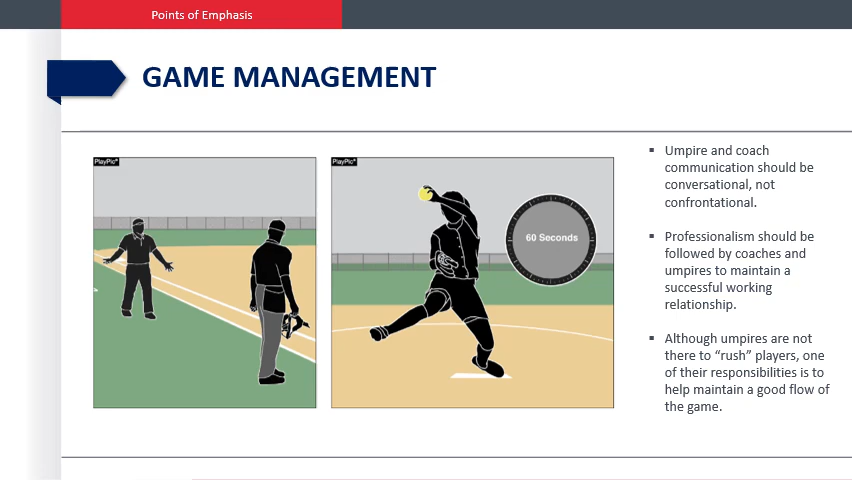 Points of Emphasis
GAME MANAGEMENT
PlayPic®
PlayPic®
60 Seconds
▪ Umpire and coach
communication should be
conversational, not
confrontational.
▪ Professionalism should be
followed by coaches and
umpires to maintain a
successful working
relationship.
▪ Although umpires are not
there to “rush” players, one
of their responsibilities is to
help maintain a good flow of
the game.